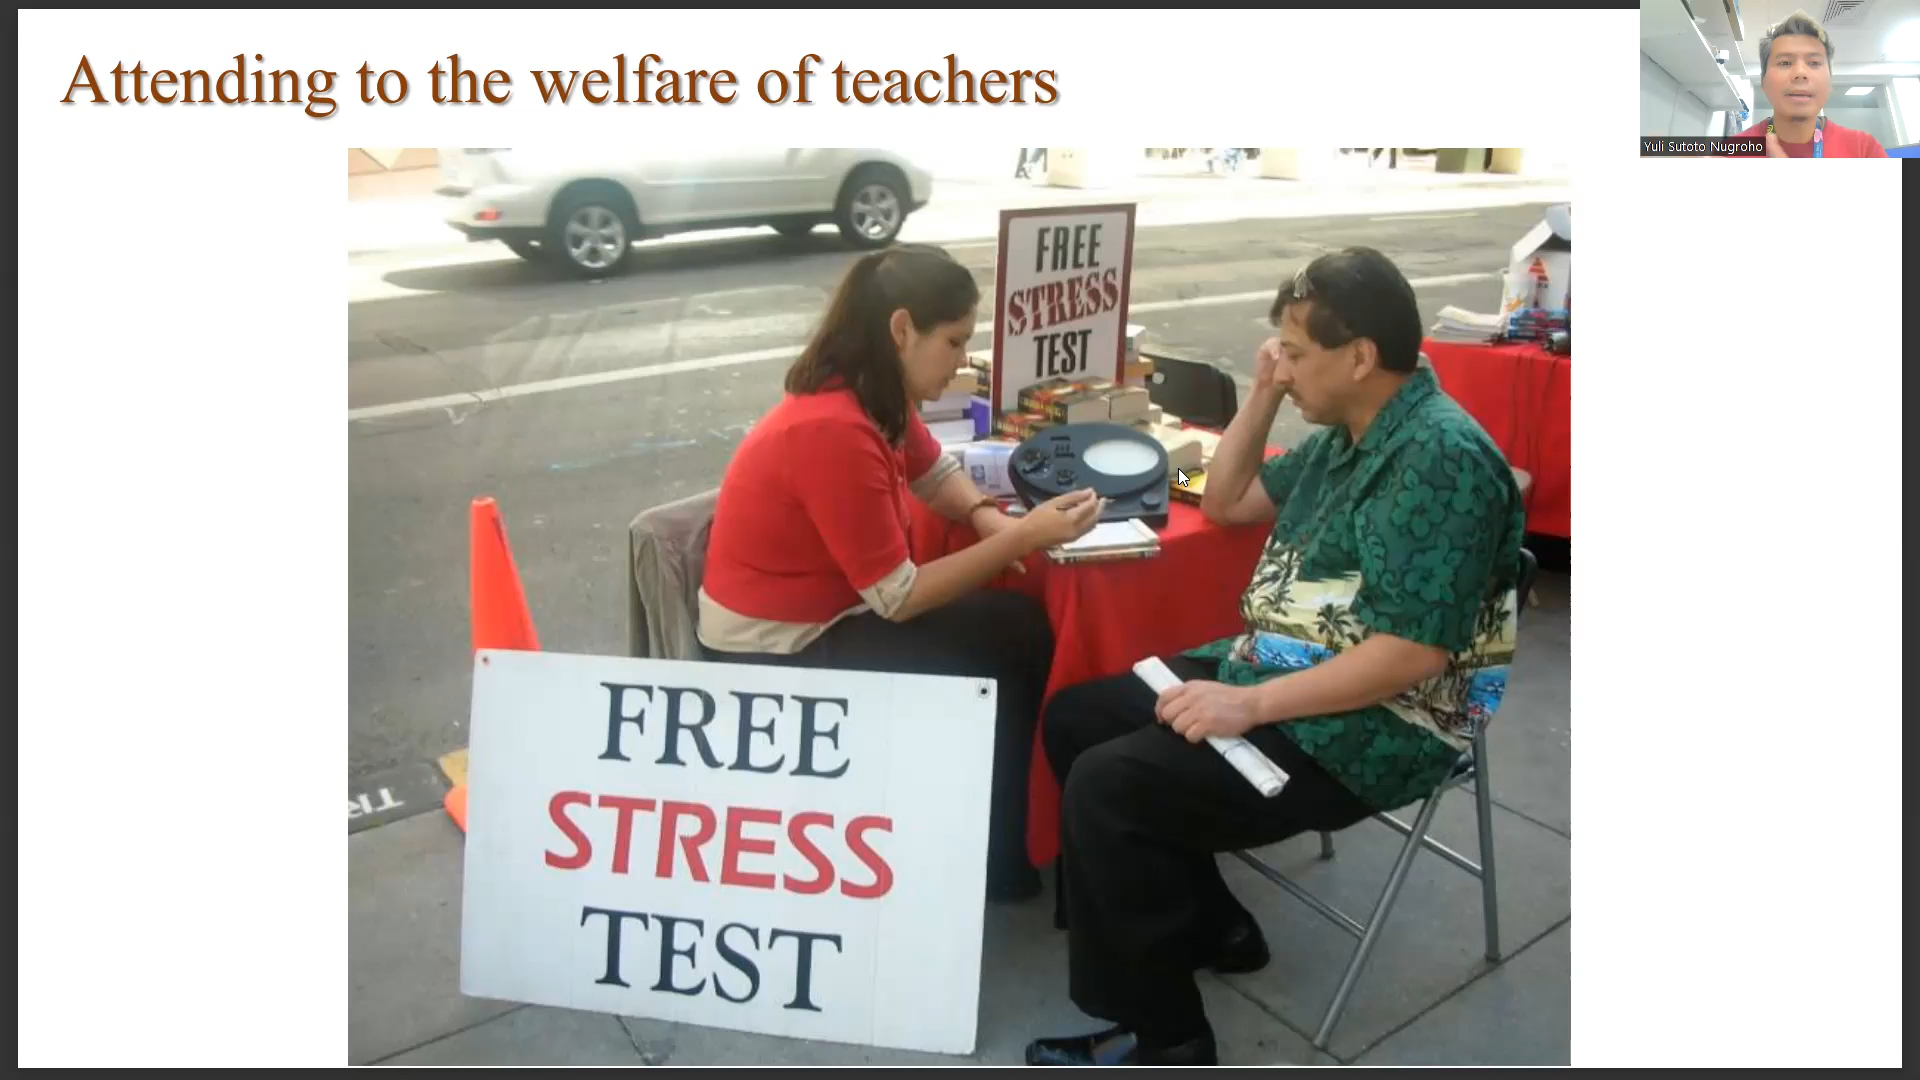 Attending to the welfare of teachers
Yuli Sutoto Nugroho
FREE
STRESS
TEST
FREE
STRESS
TEST